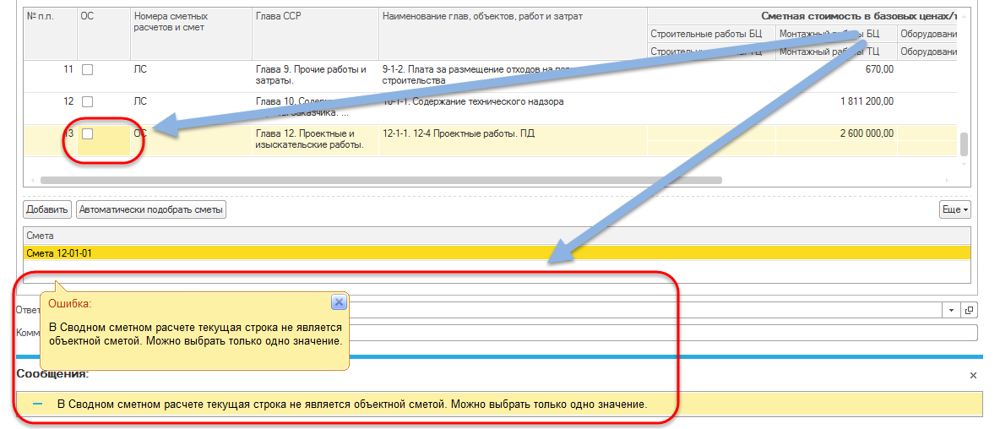 № п.п. ОС Номера сметных расчетов и смет Глава ССР Наименование глав, объектов, работ и затрат Сметная стоимость в базовых ценах/т
Строительные работы БЦ Монтажный работы БЦ Оборудовани
Строительные работы ТЦ Монтажный работы ТЦ Оборудовани
11 ЛС Глава 9. Прочие работы и 9-1-2. Плата за размещение отходов на 670,00
затраты. строительства
12 ЛС Глава 10. 10-1-1. Содержание технического надзора 1 811 200,00
заказчика. ...
13 ОС Глава 12. Проектные и 12-1-1. 12-4 Проектные работы. ПД 2 600 000,00
изыскательские работы.
Добавить Автоматически подобрать сметы Еще
Смета
Смета 12-01-01
Ошибка:
Ответ
В Сводном сметном расчете текущая строка не является
Комм
объектной сметой. Можно выбрать только одно значение.
Сообщения:
В Сводном сметном расчете текущая строка не является объектной сметой. Можно выбрать только одно значение.